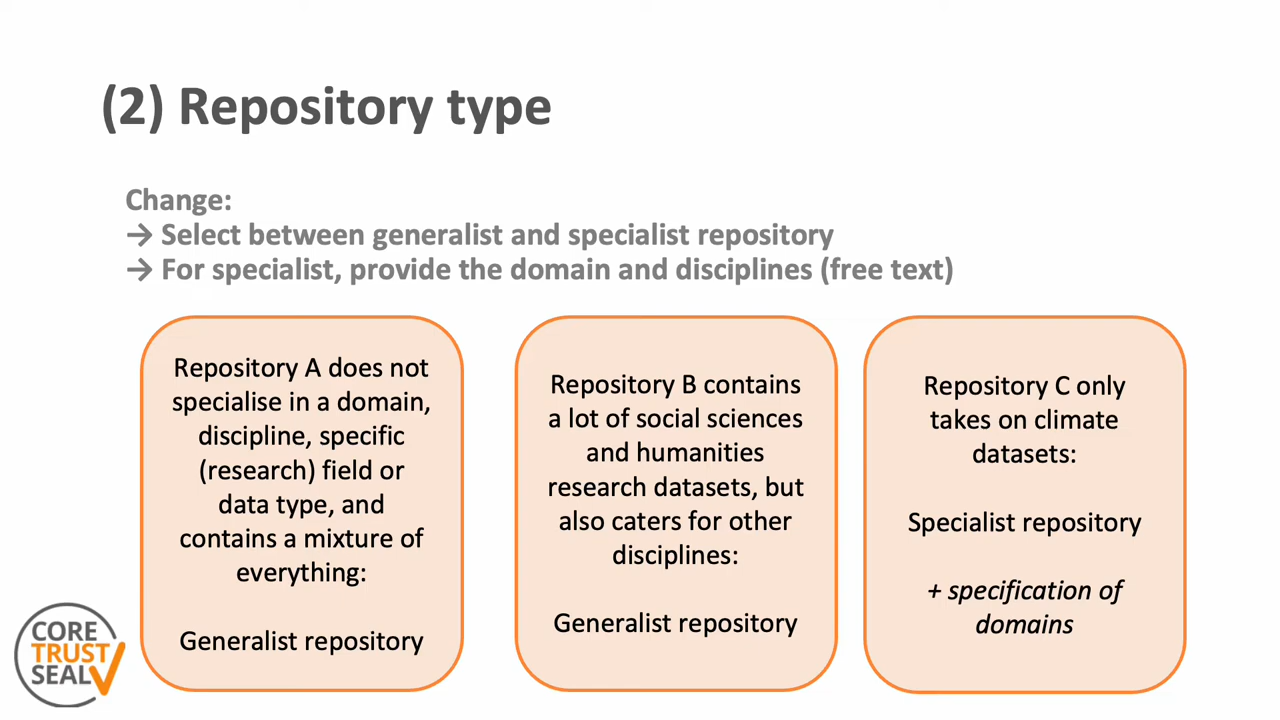 (2) Repository type
Change:
→ Select between generalist and specialist repository
→ For specialist, provide the domain and disciplines (free text)
Repository A does not
specialise in a domain,
discipline, specific
(research) field or
data type, and
contains a mixture of
everything:
Generalist repository
Repository B contains
a lot of social sciences
and humanities
research datasets, but
also caters for other
disciplines:
Generalist repository
Repository C only
takes on climate
datasets:
Specialist repository
+ specification of
domains
CORE
TRUST
SEAL